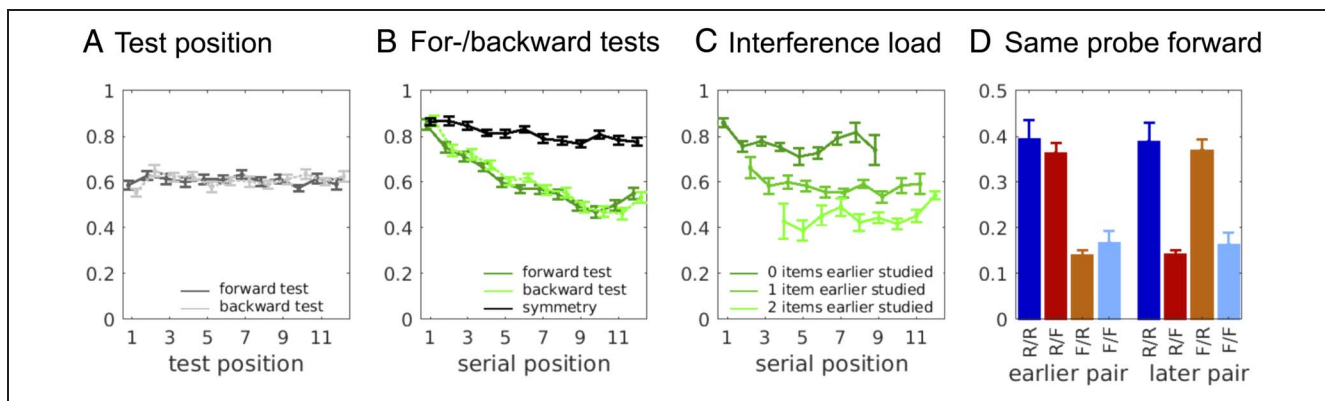 A Test position
1
0.8
0.6
0.4
0.2
0
forward test
backward test
1 3 5 7 9 11
test position
B For-/backward tests
1
0.8
0.6
0.4
0.2
0
forward test
backward test
symmetry
1 3 5 7 9 11
serial position
C Interference load
1
0.8
0.6
0.4
0.2
0
0 items earlier studied
1 item earlier studied
2 items earlier studied
1 3 5 7 9 11
serial position
D Same probe forward
0.5
0.4
0.3
0.2
0.1
0
R/R R/F F/R F/F R/R R/F F/R F/F
earlier pair later pair